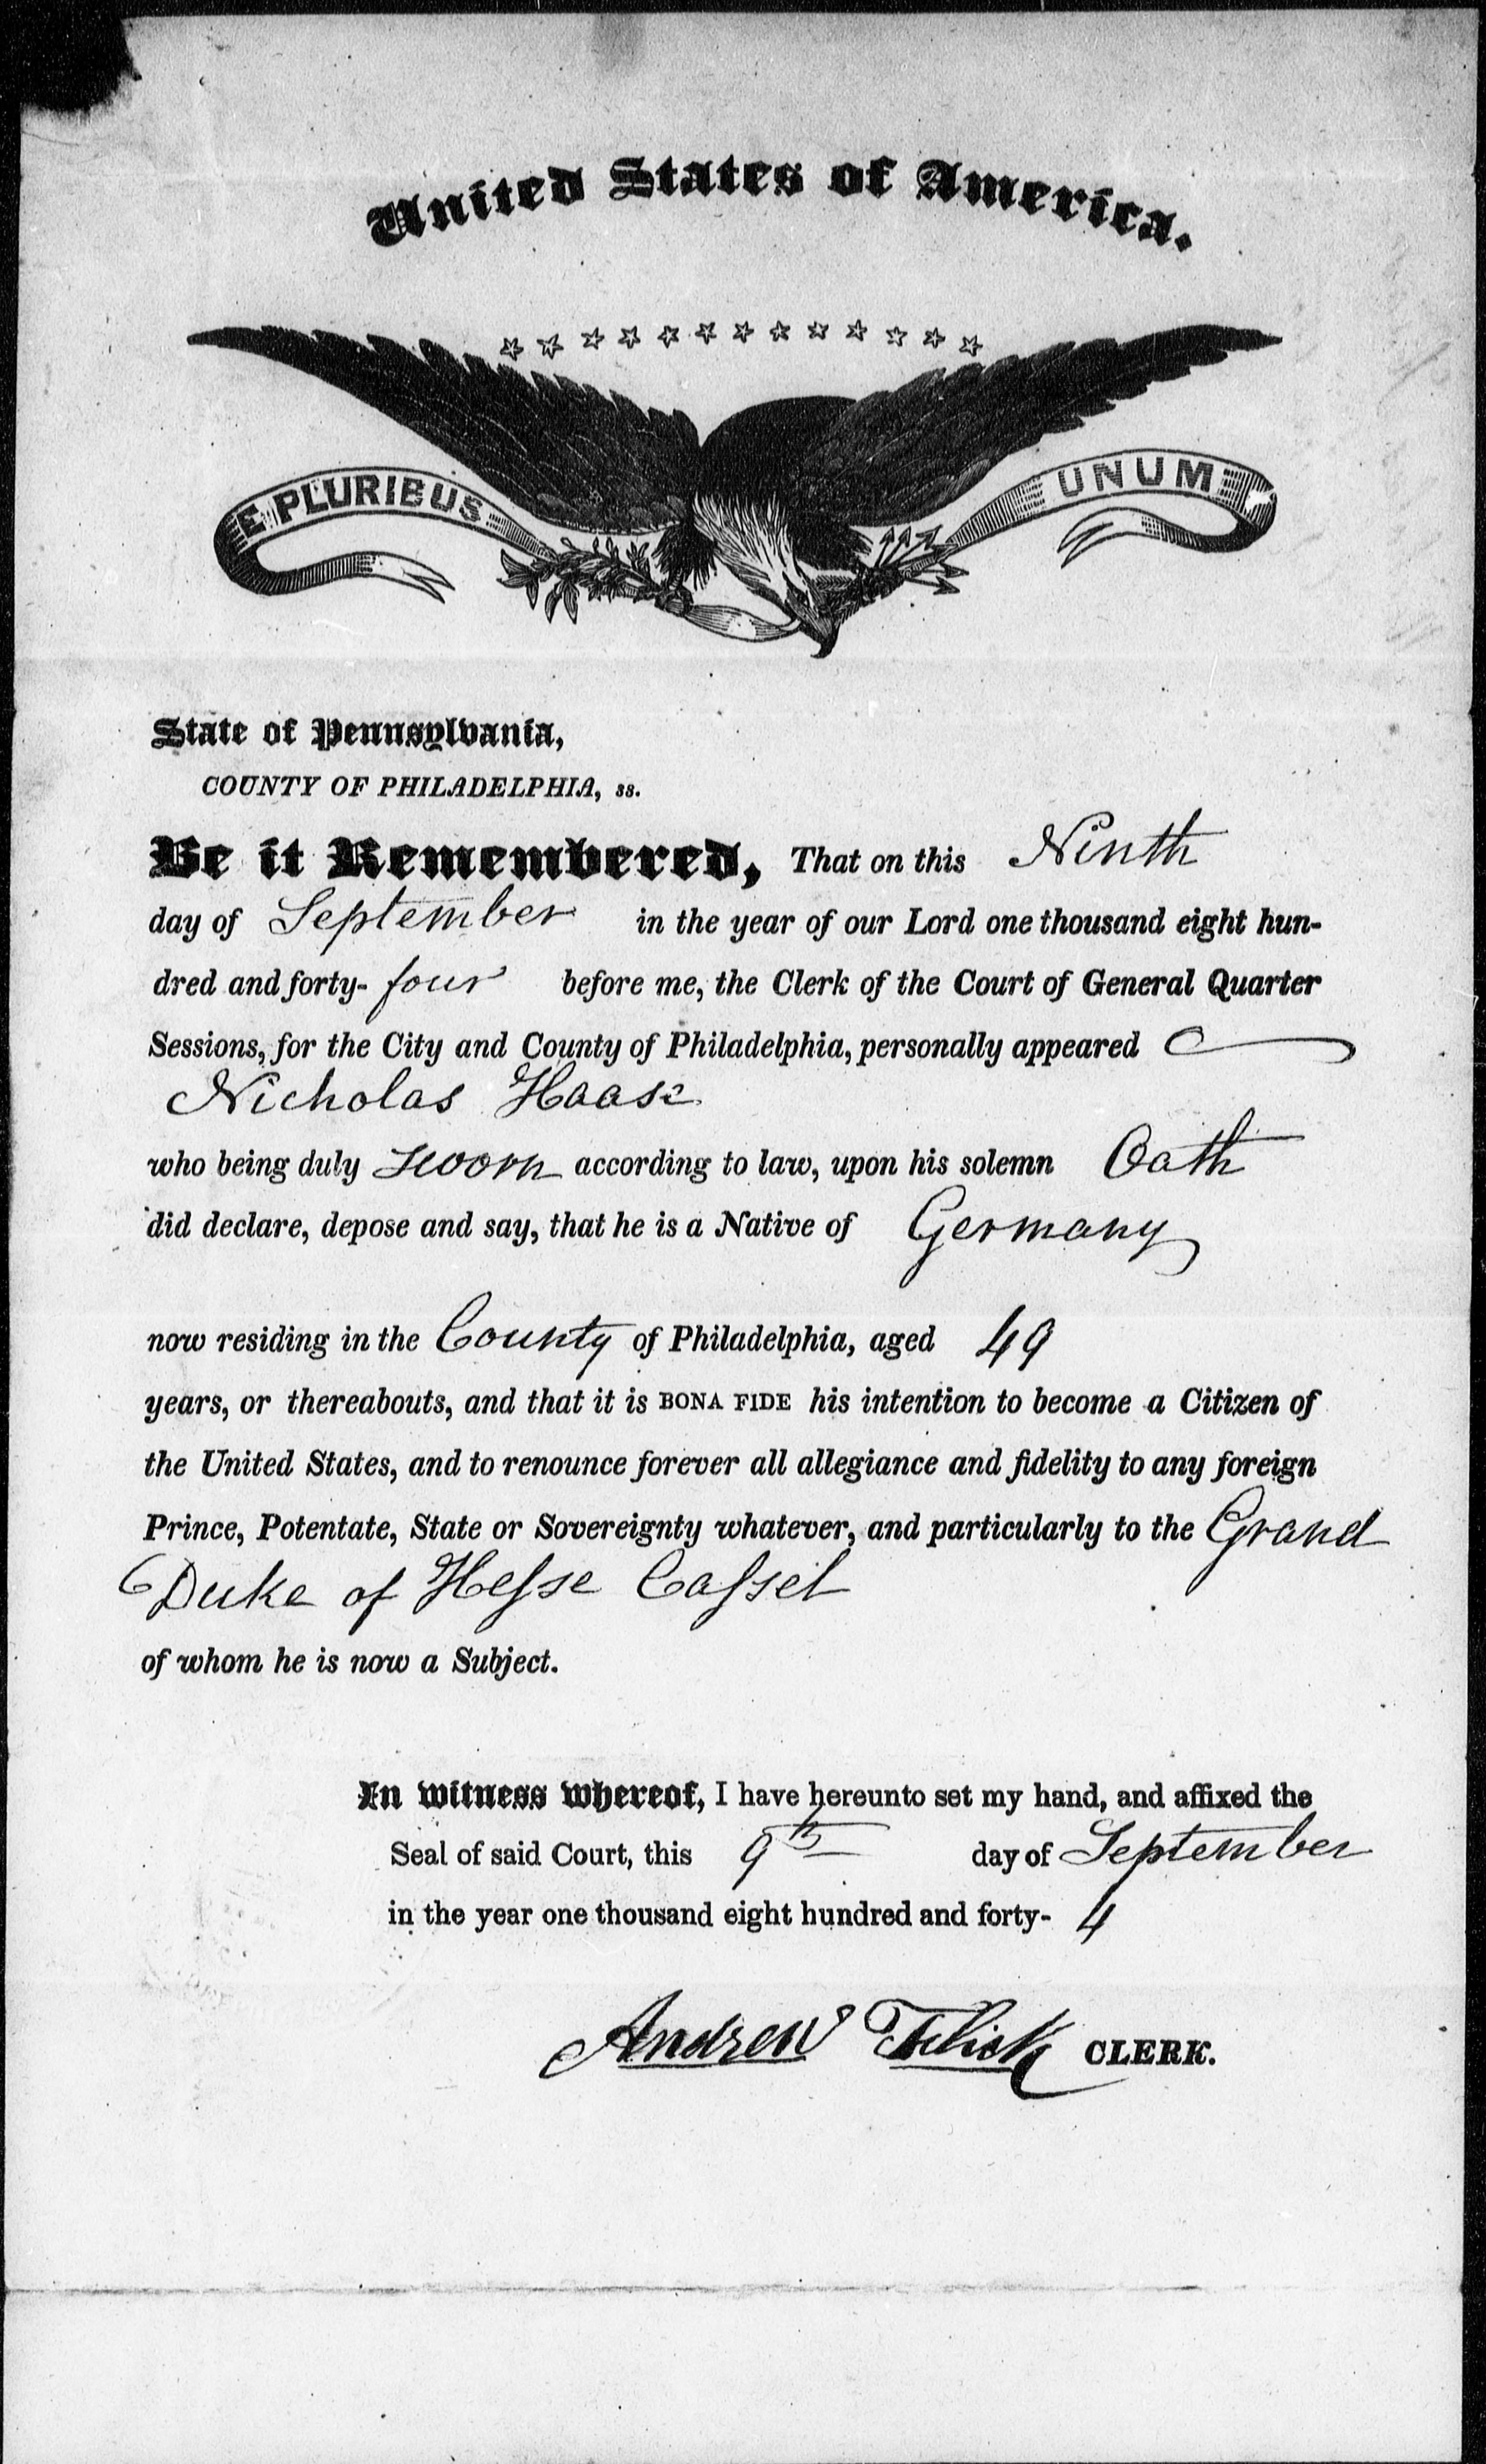 United States of America.
E PLURIBUS UNUM
State of Pennsylvania,
COUNTY OF PHILADELPHIA, ss.
Be it Remembered, That on this Ninth
day of September in the year of our Lord one thousand eight hun-
dred and forty- four before me, the Clerk of the Court of General Quarter
Sessions, for the City and County of Philadelphia, personally appeared
Nicholas Haase
who being duly sworn according to law, upon his solemn Oath
did declare, depose and say, that he is a Native of Germany
now residing in the County of Philadelphia, aged 49
years, or thereabouts, and that it is BONA FIDE his intention to become a Citizen of
the United States, and to renounce forever all allegiance and fidelity to any foreign
Prince, Potentate, State or Sovereignty whatever, and particularly to the Grand
Duke of Hesse Cassel
of whom he is now a Subject.
In witness whereof, I have hereunto set my hand, and affixed the
Seal of said Court, this 9th day of September
in the year one thousand eight hundred and forty- 4
Andrew Flick CLERK.